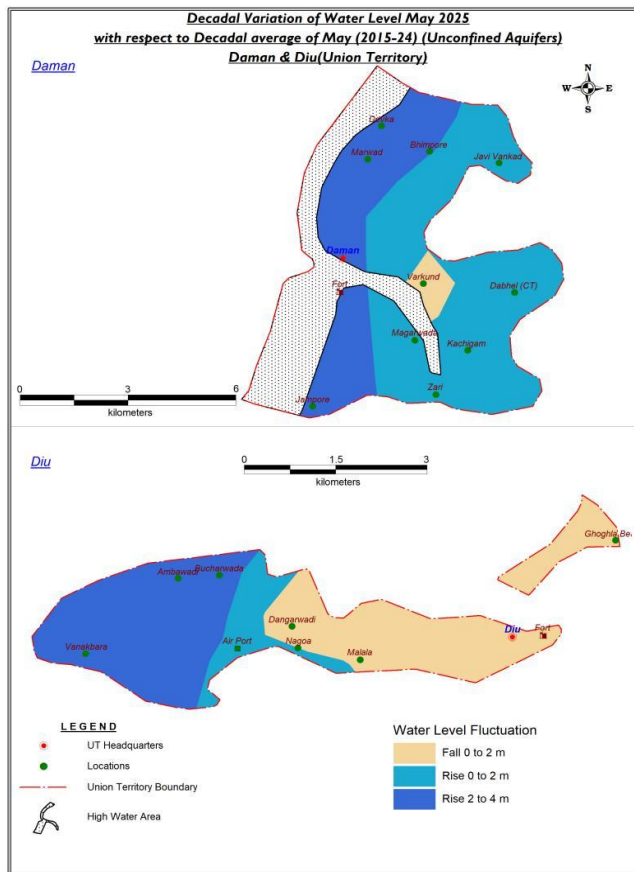 Decadal Variation of Water Level May 2025
with respect to Decadal average of May (2015-24) (Unconfined Aquifers)
Daman & Diu(Union Territory)
Daman
N
W E
S
Devka
Marwad
Bhimpore
Javi Vankad
Daman
Fort
Varkund
Dabhel (CT)
Magarwada
Kachigam
Zari
Jampore
0 3 6
kilometers
Diu
0 1.5 3
kilometers
Ghoghla Be
Ambawadi
Bucharwada
Dangarwadi
Diu
Fort
Vanakbara
Air Port
Nagoa
Malala
LEGEND
UT Headquarters
Locations
Union Territory Boundary
High Water Area
Water Level Fluctuation
Fall 0 to 2 m
Rise 0 to 2 m
Rise 2 to 4 m